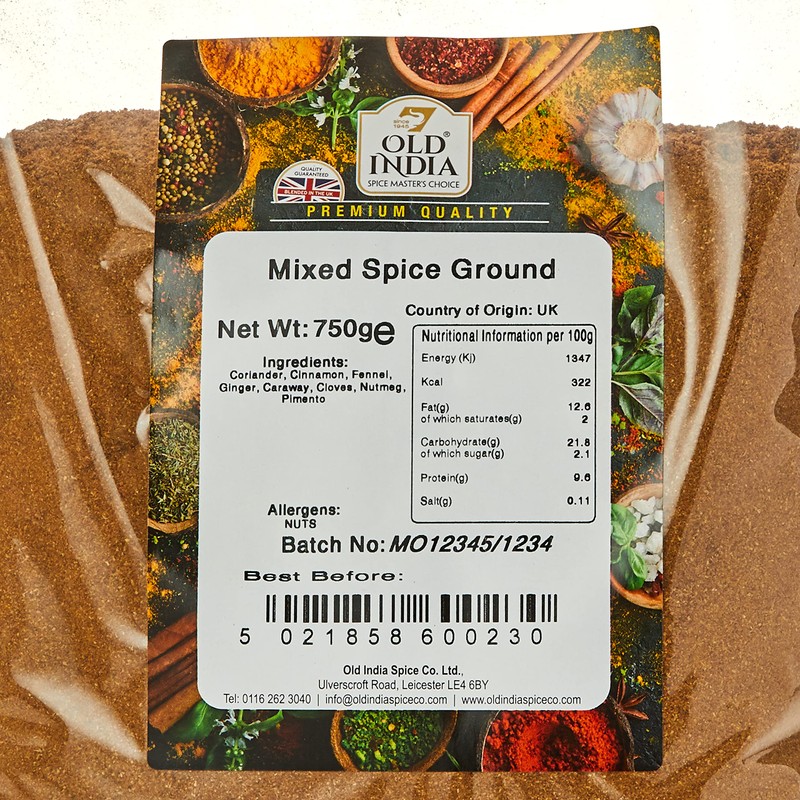 since
1945
OLD®
INDIA
SPICE MASTER'S CHOICE
QUALITY
GUARANTEED
BLENDED IN THE UK
PREMIUM QUALITY
Mixed Spice Ground
Country of Origin: UK
Net Wt: 750g℮
Ingredients:
Coriander, Cinnamon, Fennel,
Ginger, Caraway, Cloves, Nutmeg,
Pimento
Nutritional Information per 100g
Energy (Kj) 1347
Kcal 322
Fat(g) 12.6
of which saturates(g) 2
Carbohydrate(g) 21.8
of which sugar(g) 2.1
Protein(g) 9.6
Salt(g) 0.11
Allergens:
NUTS
Batch No: MO12345/1234
Best Before:
5 021858 600230
Old India Spice Co. Ltd.,
Ulverscroft Road, Leicester LE4 6BY
Tel: 0116 262 3040 | info@oldindiaspiceco.com | www.oldindiaspiceco.com